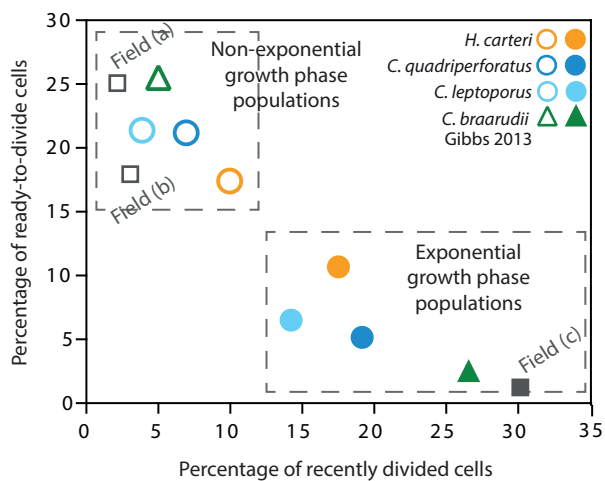 30
25
20
15
10
5
0
0
5
10
15
20
25
30
35
Percentage of ready-to-divide cells
Percentage of recently divided cells
Field (a)
Non-exponential
growth phase
populations
Field (b)
H. carteri
C. quadriperforatus
C. leptoporus
C. braarudii
Gibbs 2013
Exponential
growth phase
populations
Field (c)